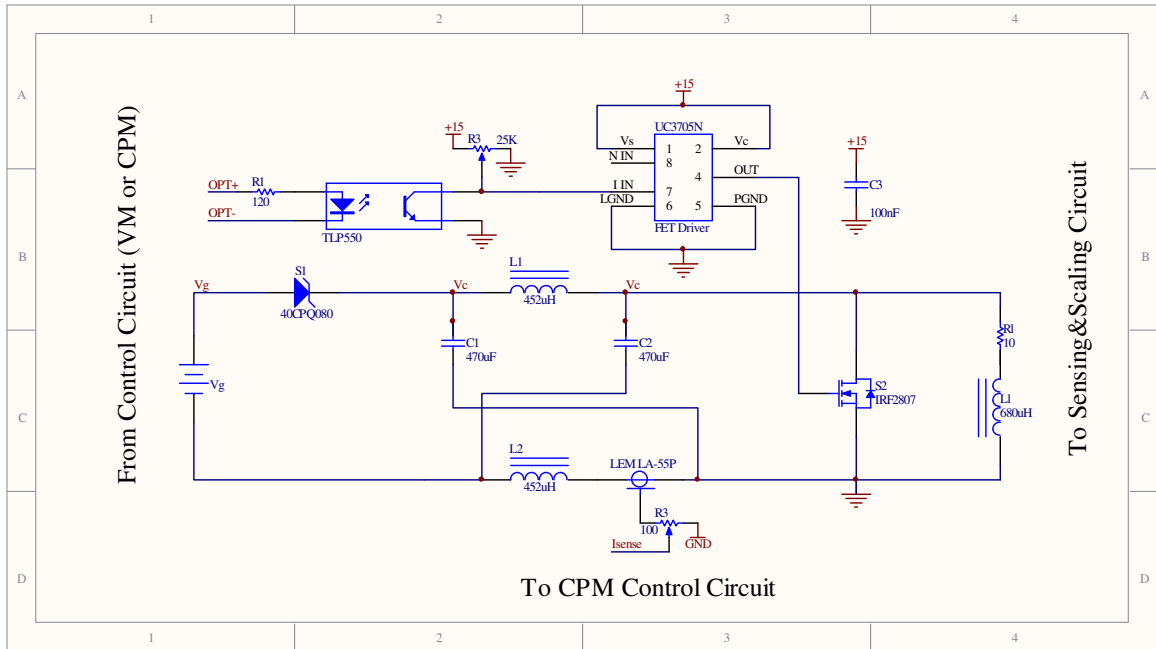 1 2 3 4
A A
From Control Circuit (VM or CPM)
To Sensing&Scaling Circuit
+15
UC3705N
+15
R3 25K
Vs 1 2 Vc
N IN 8
4 OUT
I IN 7
LGND 6 5 PGND
FET Driver
+15
C3
100nF
OPT+ R1
120
OPT-
TLP550
B B
Vg S1
40CPQ080
Vc L1
452uH
Vc
C1
470uF
C2
470uF
Rl
10
Vg
S2
IRF2807
Ll
680uH
C C
L2
452uH
LEM LA-55P
R3
100
Isense GND
D D
To CPM Control Circuit
1 2 3 4